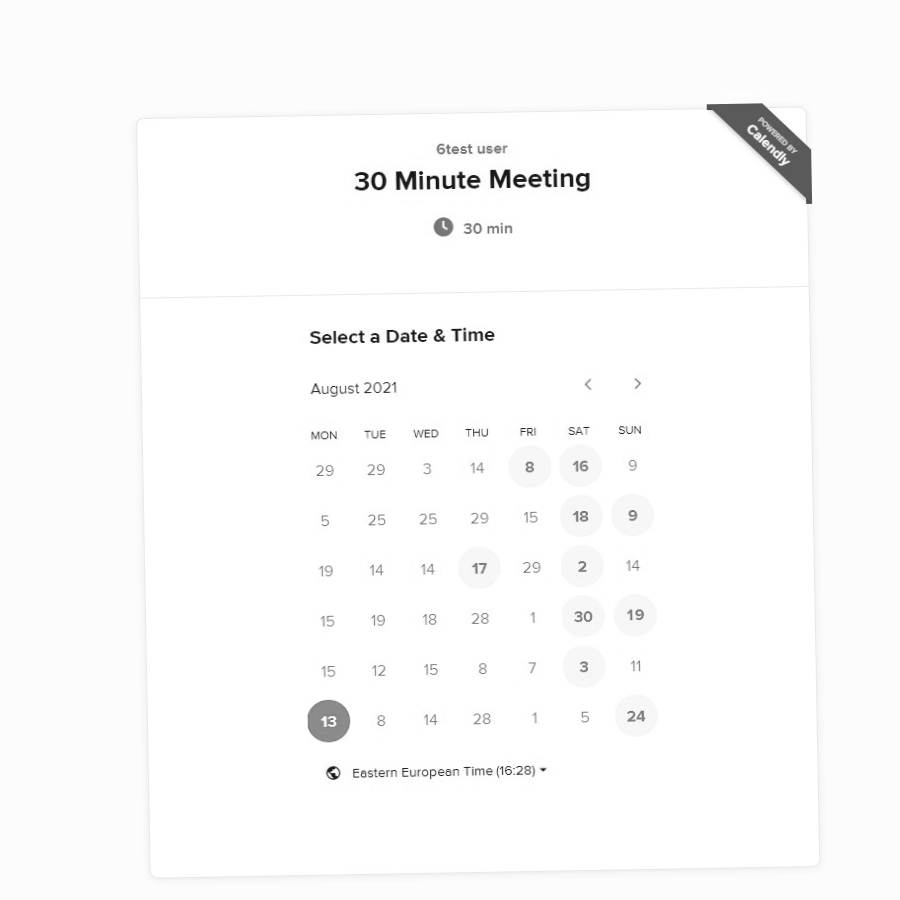 POWERED BY
Calendly
6test user
30 Minute Meeting
30 min
Select a Date & Time
August 2021
MON TUE WED THU FRI SAT SUN
29 29 3 14 8 16 9
5 25 25 29 15 18 9
19 14 14 17 29 2 14
15 19 18 28 1 30 19
15 12 15 8 7 3 11
13 8 14 28 1 5 24
Eastern European Time (16:28)